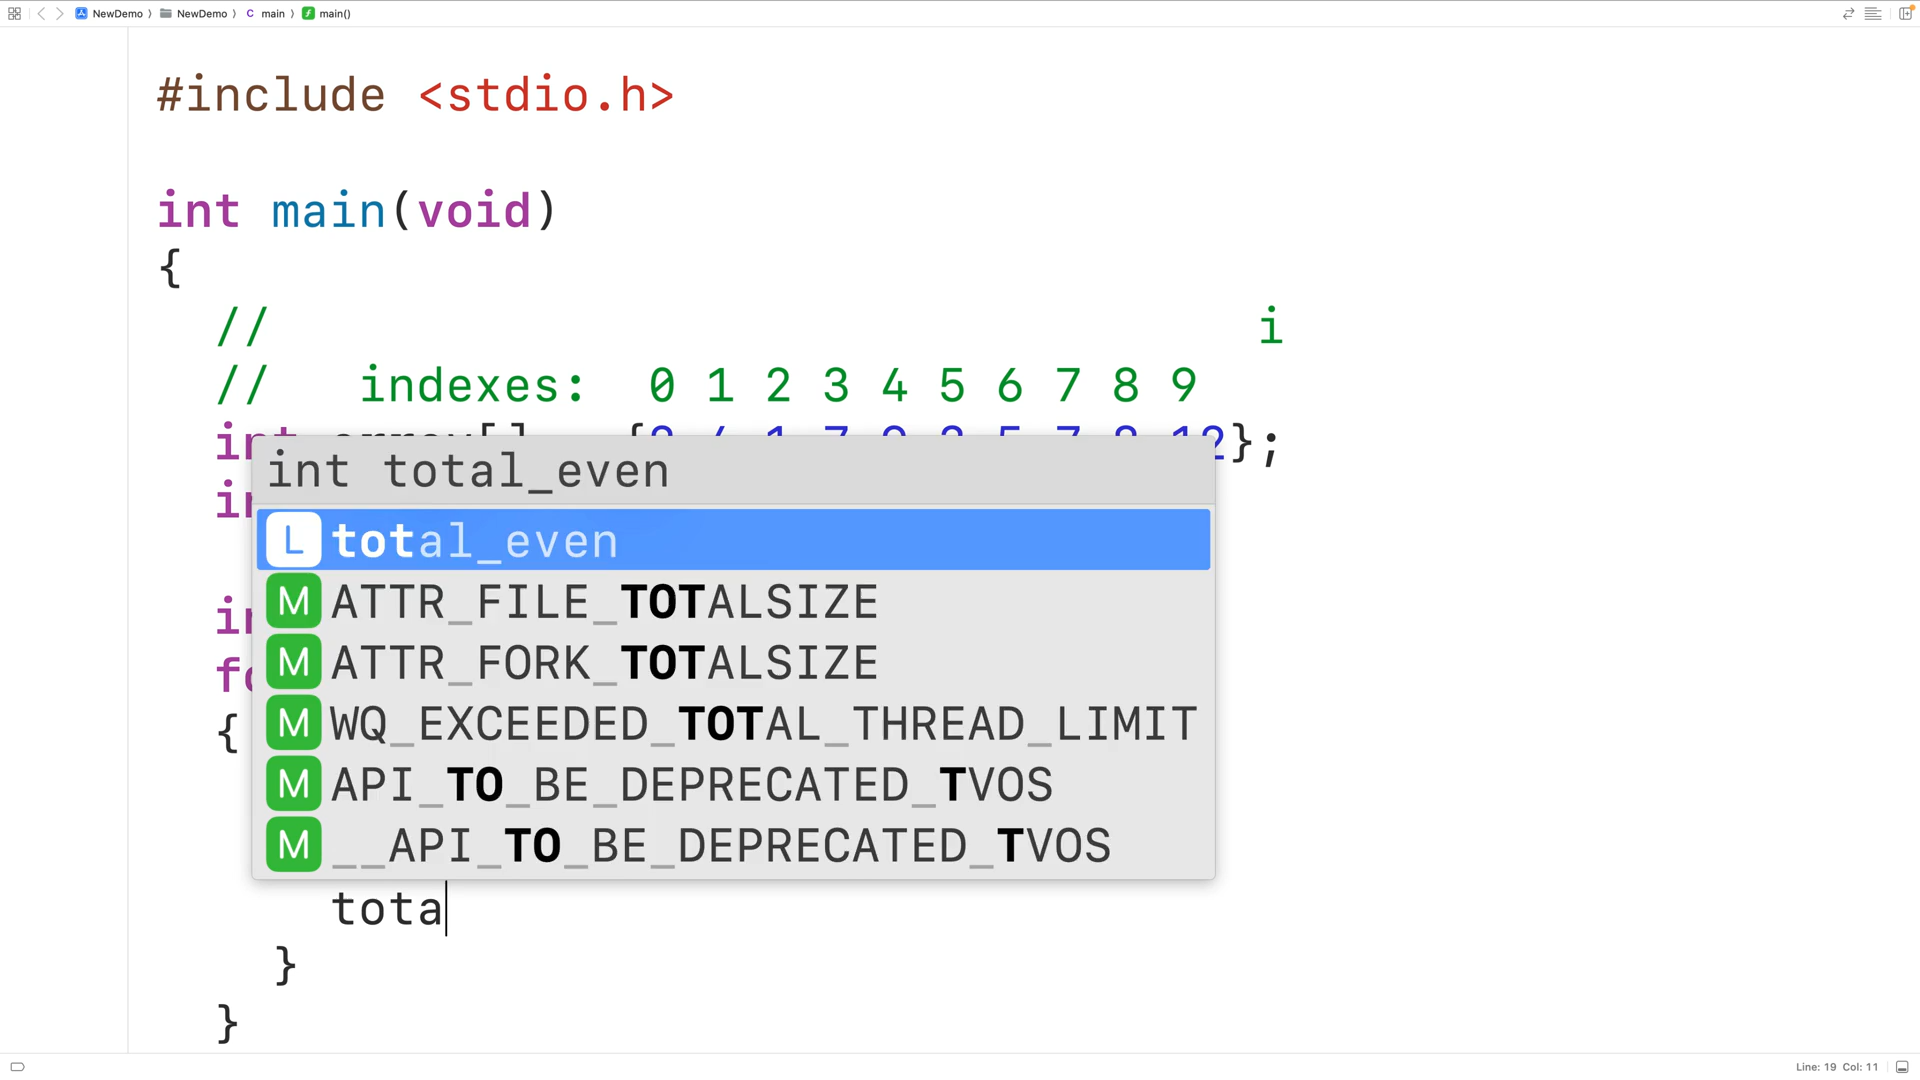 NewDemo 〉 NewDemo 〉 C main 〉 f main()
#include <stdio.h>
int main(void)
{
// i
// indexes: 0 1 2 3 4 5 6 7 8 9
};
int total_even
L total_even
M ATTR_FILE_TOTALSIZE
M ATTR_FORK_TOTALSIZE
M WQ_EXCEEDED_TOTAL_THREAD_LIMIT
{
M API_TO_BE_DEPRECATED_TVOS
M __API_TO_BE_DEPRECATED_TVOS
tota
}
}
Line: 19 Col: 11